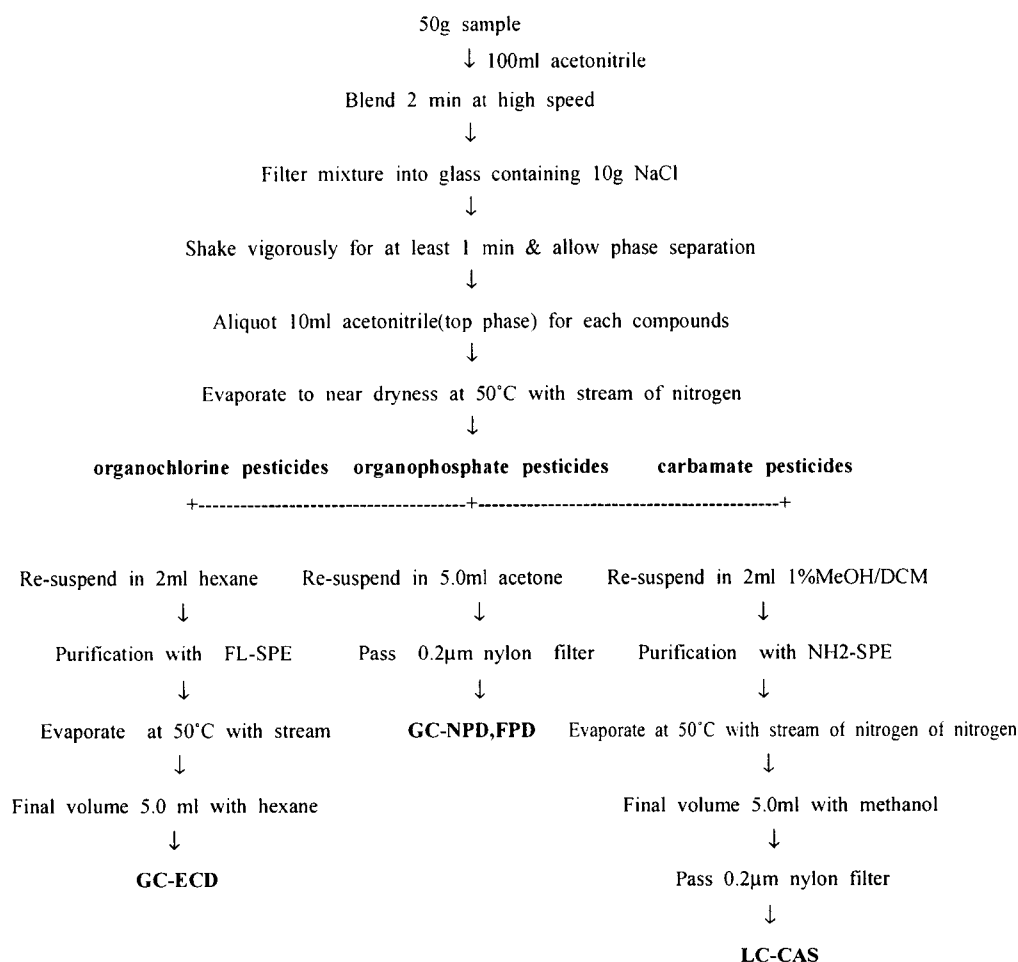 50g sample
↓ 100ml acetonitrile
Blend 2 min at high speed
↓
Filter mixture into glass containing 10g NaCl
↓
Shake vigorously for at least 1 min & allow phase separation
↓
Aliquot 10ml acetonitrile(top phase) for each compounds
↓
Evaporate to near dryness at 50°C with stream of nitrogen
↓
organochlorine pesticides organophosphate pesticides carbamate pesticides
+---------------------------------------+--------------------------------------------+
Re-suspend in 2ml hexane Re-suspend in 5.0ml acetone Re-suspend in 2ml 1%MeOH/DCM
↓ ↓ ↓
Purification with FL-SPE Pass 0.2μm nylon filter Purification with NH2-SPE
↓ ↓ ↓
Evaporate at 50°C with stream GC-NPD,FPD Evaporate at 50°C with stream of nitrogen of nitrogen
↓ ↓
Final volume 5.0 ml with hexane Final volume 5.0ml with methanol
↓ ↓
GC-ECD Pass 0.2μm nylon filter
↓
LC-CAS